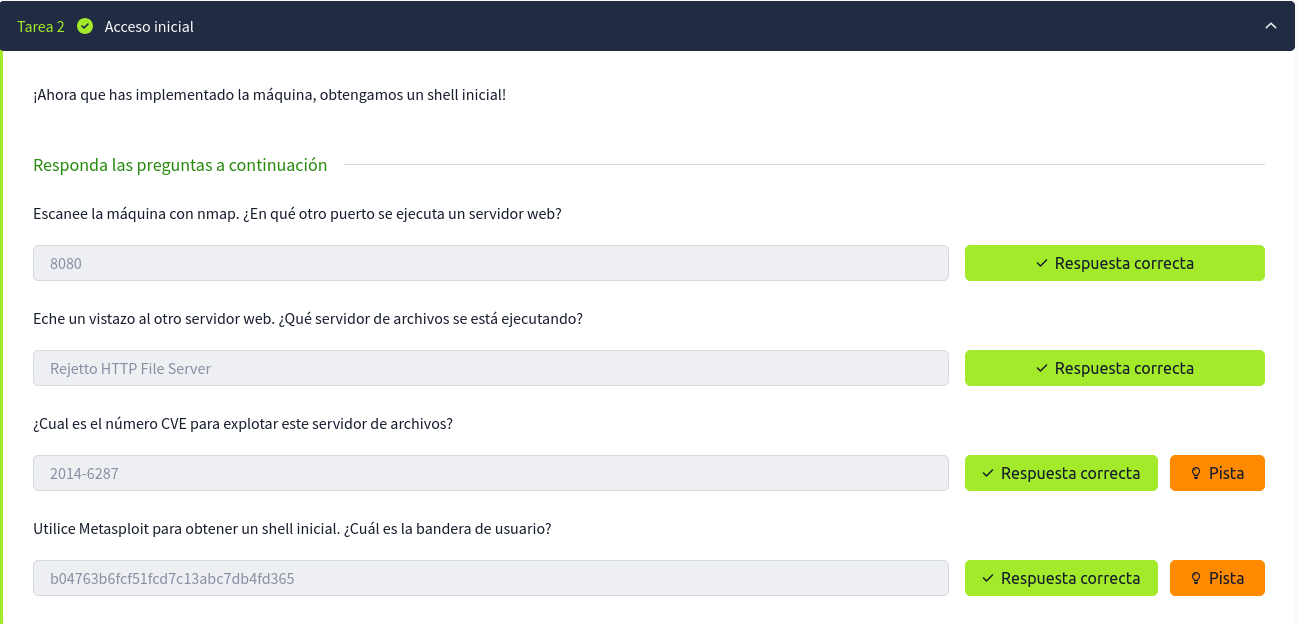 Tarea 2 Acceso inicial
¡Ahora que has implementado la máquina, obtengamos un shell inicial!
Responda las preguntas a continuación
Escanee la máquina con nmap. ¿En qué otro puerto se ejecuta un servidor web?
8080 Respuesta correcta
Eche un vistazo al otro servidor web. ¿Qué servidor de archivos se está ejecutando?
Rejetto HTTP File Server Respuesta correcta
¿Cual es el número CVE para explotar este servidor de archivos?
2014-6287 Respuesta correcta Pista
Utilice Metasploit para obtener un shell inicial. ¿Cuál es la bandera de usuario?
b04763b6fcf51fcd7c13abc7db4fd365 Respuesta correcta Pista